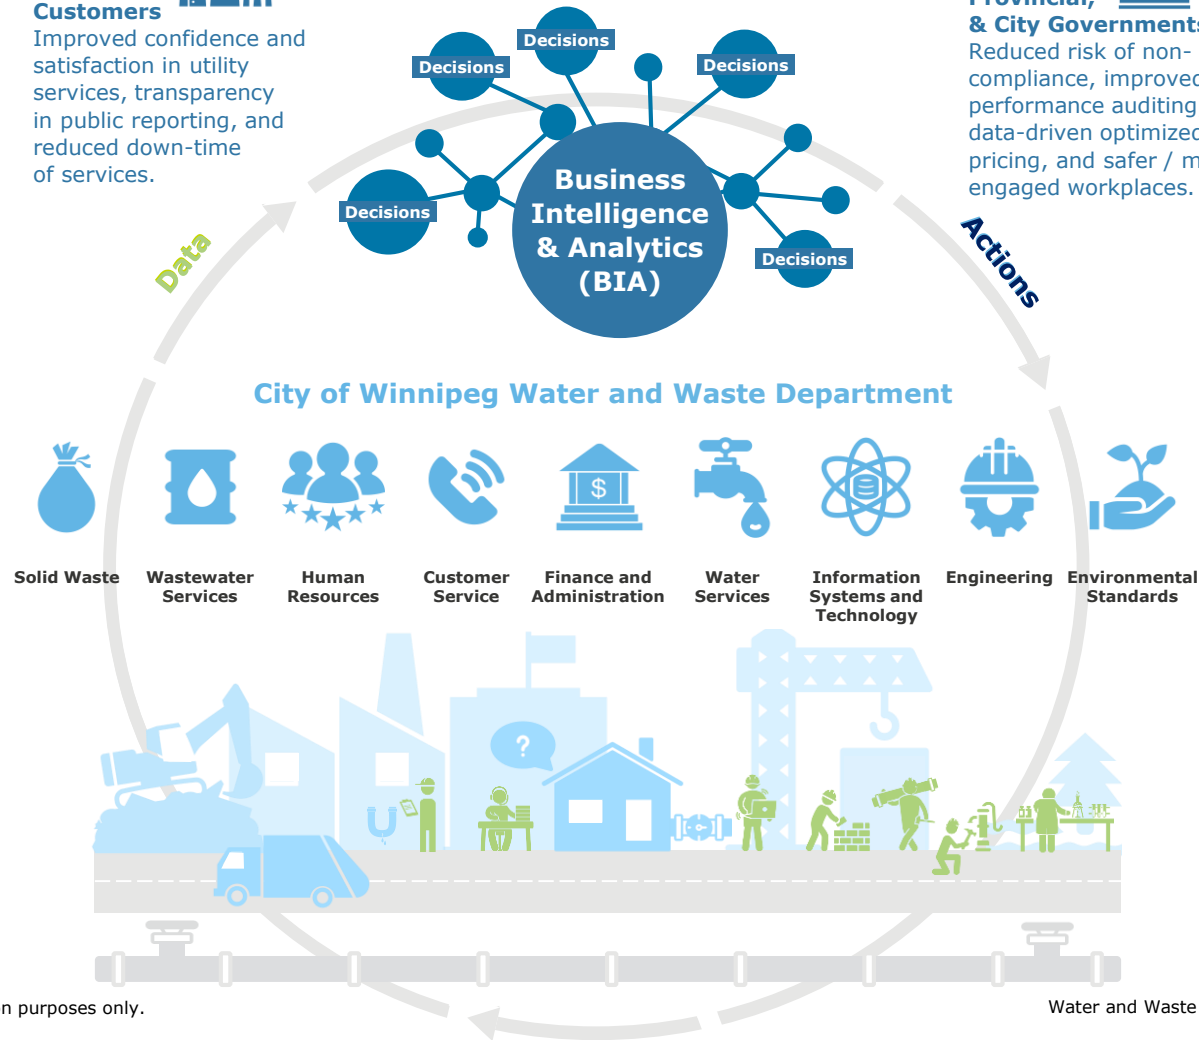 Customers
Improved confidence and
satisfaction in utility
services, transparency
in public reporting, and
reduced down-time
of services.
Provincial,
& City Governments
Reduced risk of non-
compliance, improved
performance auditing
data-driven optimized
pricing, and safer / m
engaged workplaces.
Decisions
Decisions
Decisions
Decisions
Decisions
Business
Intelligence
& Analytics
(BIA)
Data
Actions
City of Winnipeg Water and Waste Department
$
Solid Waste
Wastewater
Services
Human
Resources
Customer
Service
Finance and
Administration
Water
Services
Information
Systems and
Technology
Engineering
Environmental
Standards
?
n purposes only.
Water and Waste